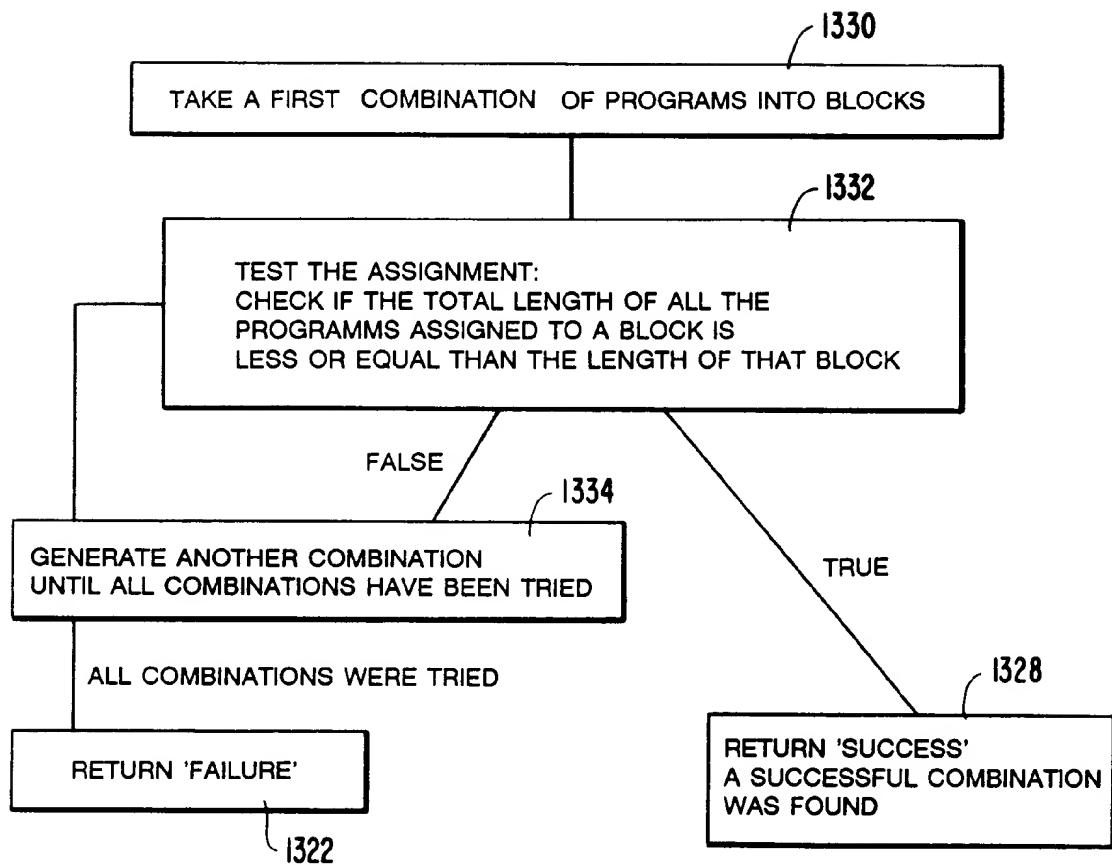 1330
TAKE A FIRST COMBINATION OF PROGRAMS INTO BLOCKS
1332
TEST THE ASSIGNMENT:
CHECK IF THE TOTAL LENGTH OF ALL THE
PROGRAMMS ASSIGNED TO A BLOCK IS
LESS OR EQUAL THAN THE LENGTH OF THAT BLOCK
FALSE
1334
GENERATE ANOTHER COMBINATION
UNTIL ALL COMBINATIONS HAVE BEEN TRIED
TRUE
ALL COMBINATIONS WERE TRIED
1328
RETURN 'FAILURE'
RETURN 'SUCCESS'
A SUCCESSFUL COMBINATION
WAS FOUND
1322